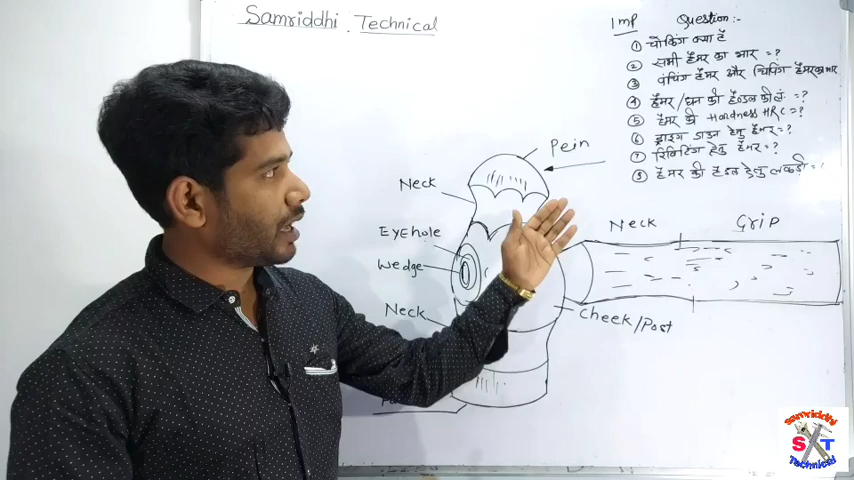 Samriddhi . Technical
Imp Question:-
① चोकिंग क्या है
② सभी हैमर का भार = ?
③ पंचिंग हैमर और चिपिंग हैमर का भार
④ हैमर/घन की हैण्डल की लं. = ?
⑤ हैमर की Hardness HRC = ?
⑥ ड्राइंग डाउन हेतु हैमर = ?
⑦ रिविटिंग हेतु हैमर = ?
⑧ हैमर की हैंडल हेतु लकड़ी = ?
Pein
Neck
EyEhole
Wedge
Neck
Cheek/Post
Neck
Grip
Samriddhi
S T
Technical